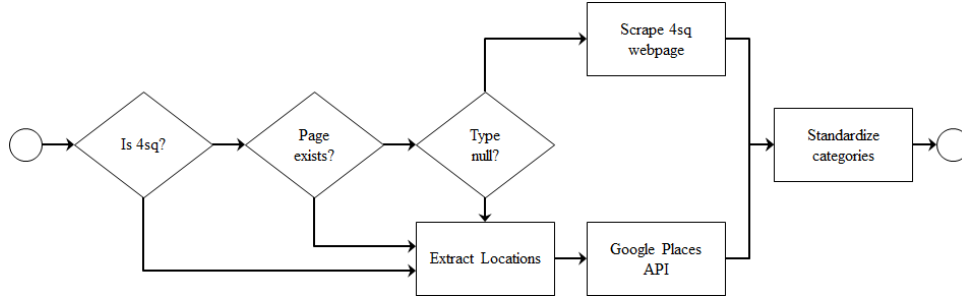 Scrape 4sq
webpage
Is 4sq?
Page
exists?
Type
null?
Standardize
categories
Extract Locations
Google Places
API